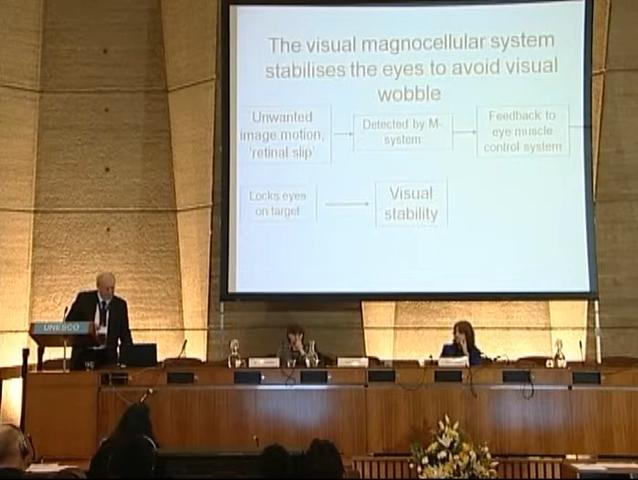 The visual magnocellular system
stabilises the eyes to avoid visual
wobble
Unwanted
image motion,
'retinal slip'
Detected by M-
system
Feedback to
eye muscle
control system
Locks eyes
on target
Visual
stability
UNESCO